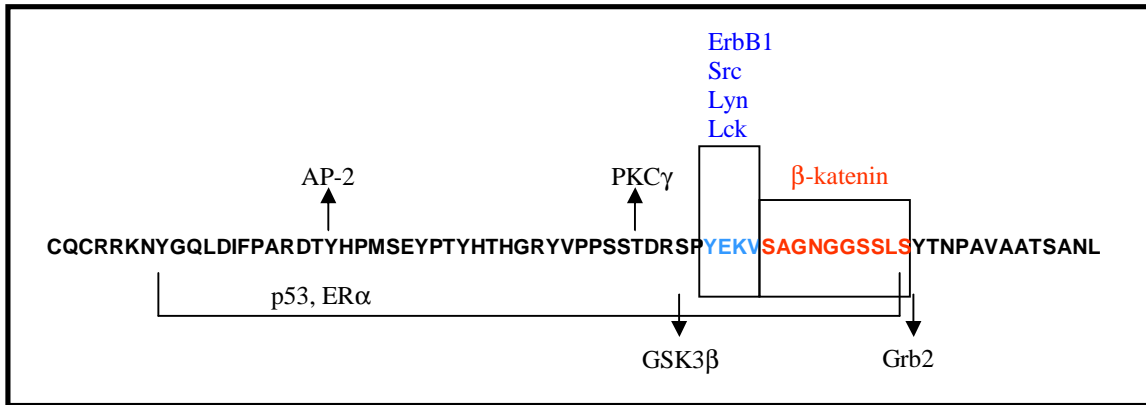 ErbB1
Src
Lyn
Lck
AP-2
PKCγ
β-katenin
CQCRRKNYGQLDIFPARDTYHPMSEYPTYHTHGRYVPPSSTDRSPYEKVSAGNGGSSLSYTNPAVAATSANL
p53, ERα
GSK3β
Grb2